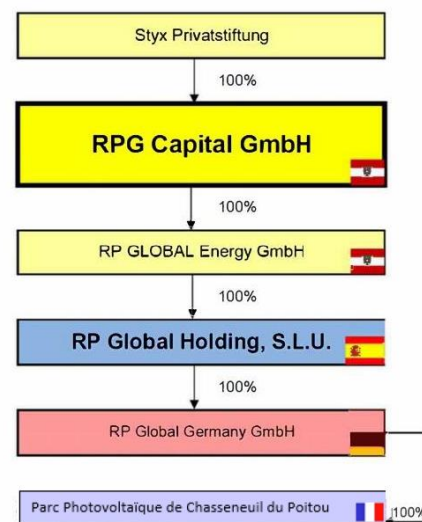 Styx Privatstiftung
100%
RPG Capital GmbH
100%
RP GLOBAL Energy GmbH
100%
RP Global Holding, S.L.U.
100%
RP Global Germany GmbH
Parc Photovoltaïque de Chasseneuil du Poitou
100%